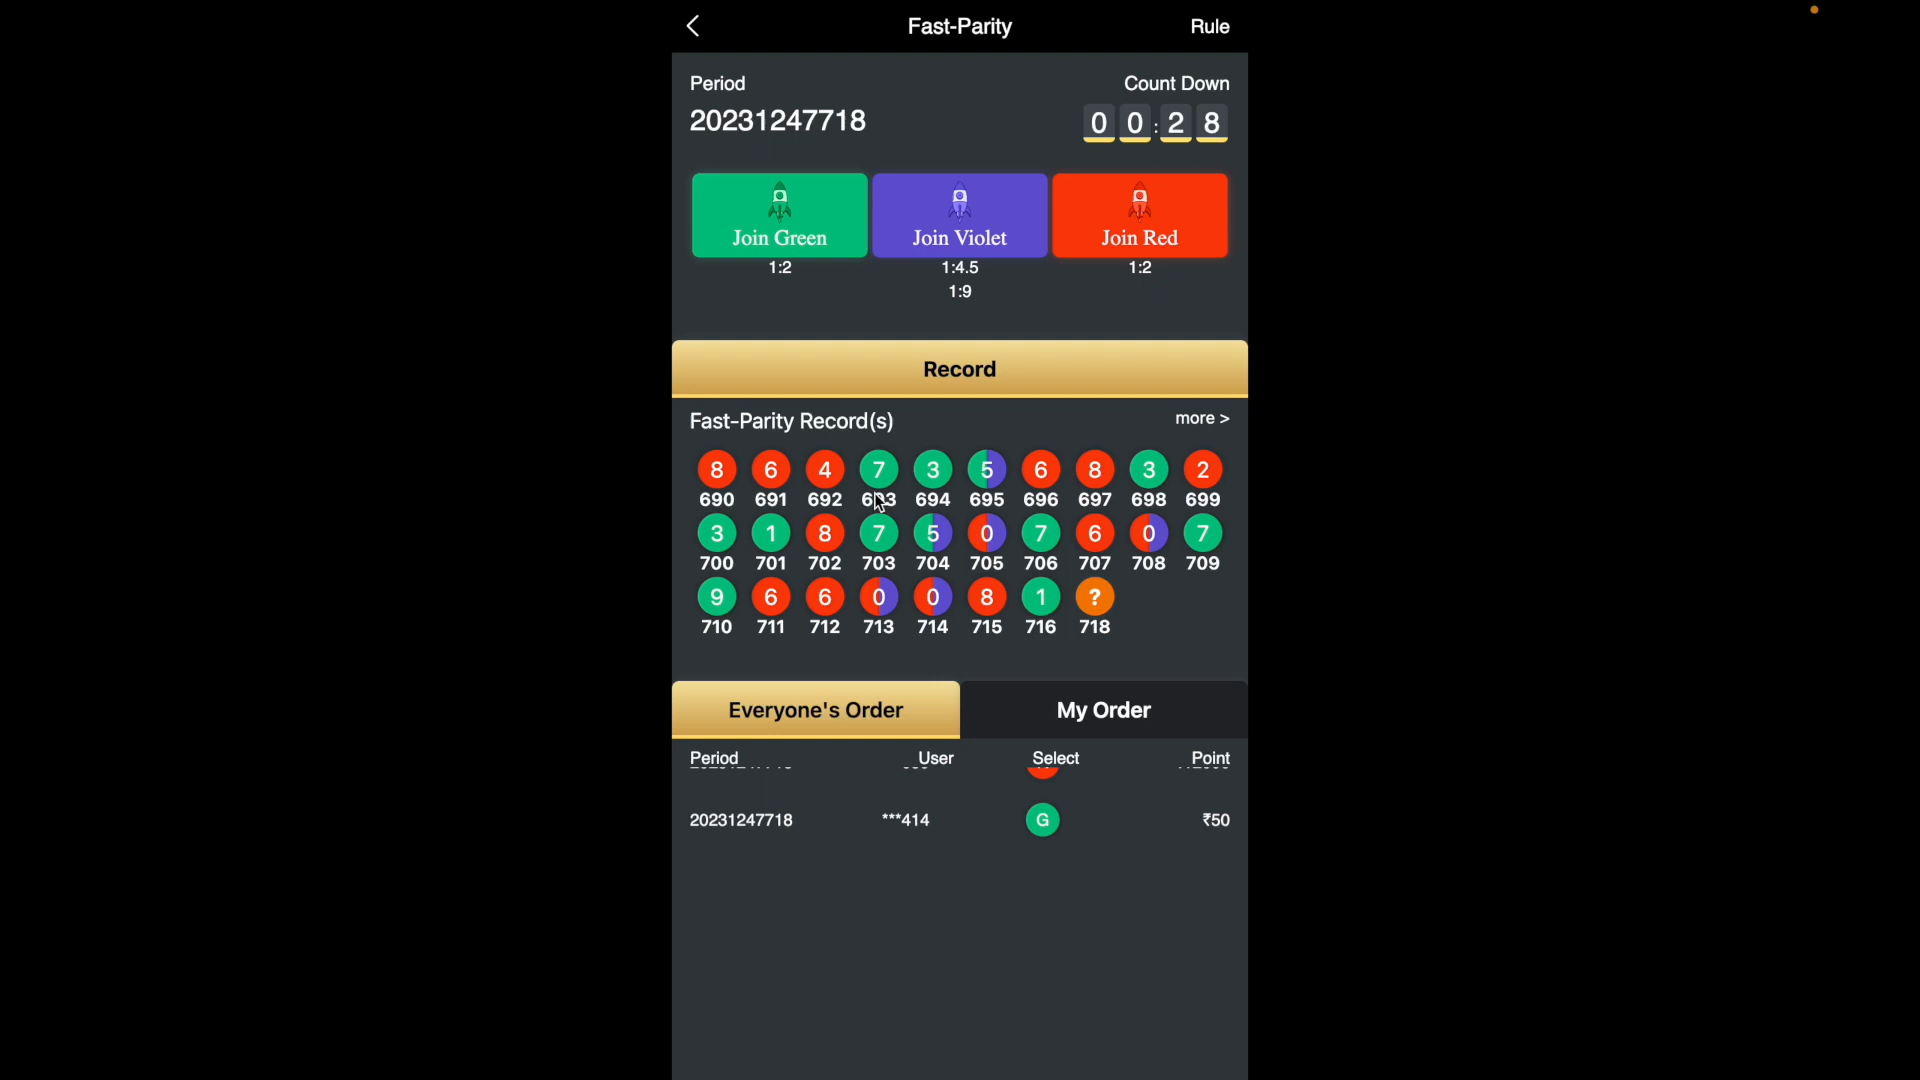 Fast-Parity Rule
Period Count Down
20231247718 0 0 : 2 8
Join Green Join Violet Join Red
1:2 1:4.5 1:2
1:9
Record
Fast-Parity Record(s) more >
8 6 4 7 3 5 6 8 3 2
690 691 692 693 694 695 696 697 698 699
3 1 8 7 5 0 7 6 0 7
700 701 702 703 704 705 706 707 708 709
9 6 6 0 0 8 1 ?
710 711 712 713 714 715 716 718
Everyone's Order My Order
Period User Select Point
20231247718 ***414 G ₹50